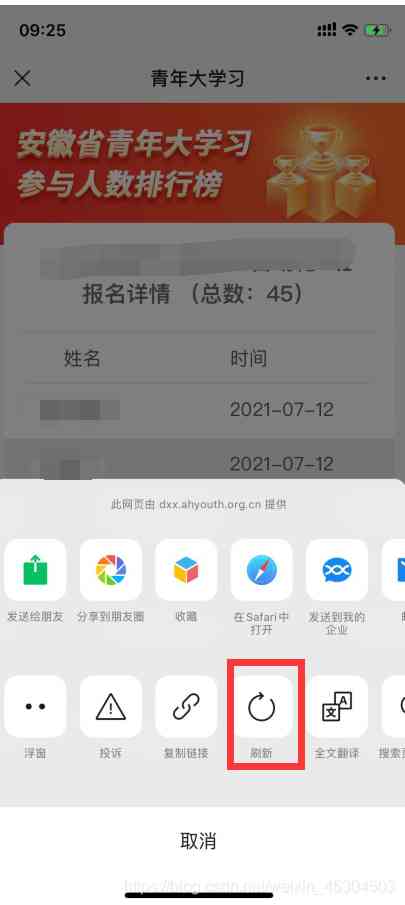 09:25
青年大学习
安徽省青年大学习
参与人数排行榜
报名详情 （总数：45）
姓名 时间
2021-07-12
2021-07-12
此网页由 dxx.ahyouth.org.cn 提供
发送给朋友 分享到朋友圈 收藏 在Safari中打开 发送到我的企业
浮窗 投诉 复制链接 刷新 全文翻译 搜索
取消
https://blog.csdn.net/weixin_45304503